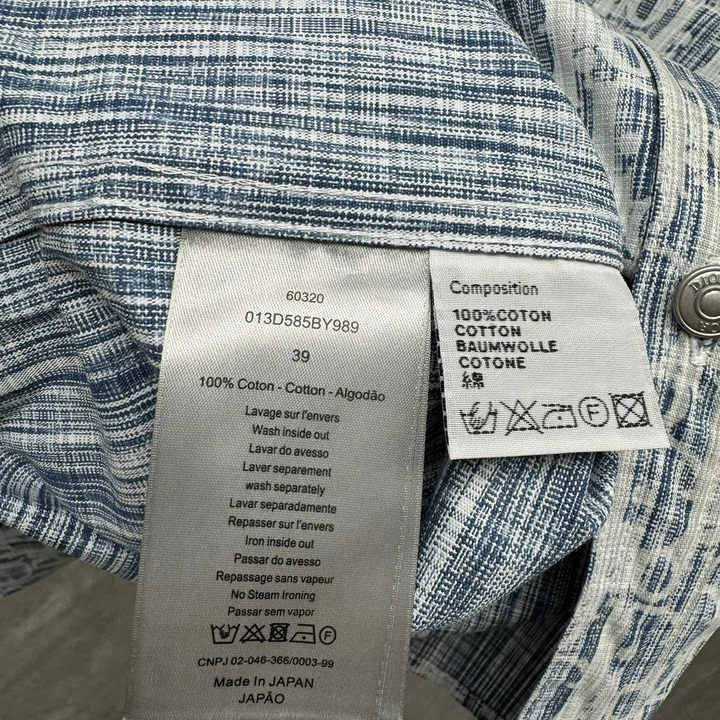 60320
013D585BY989
39
100% Coton - Cotton - Algodão
Lavage sur l'envers
Wash inside out
Lavar do avesso
Laver separement
wash separately
Lavar separadamente
Repasser sur l'envers
Iron inside out
Passar do avesso
Repassage sans vapeur
No Steam Ironing
Passar sem vapor
CNPJ 02-046-366/0003-99
Made In JAPAN
JAPÃO
Composition
100%COTON
COTTON
BAUMWOLLE
COTONE
綿
F